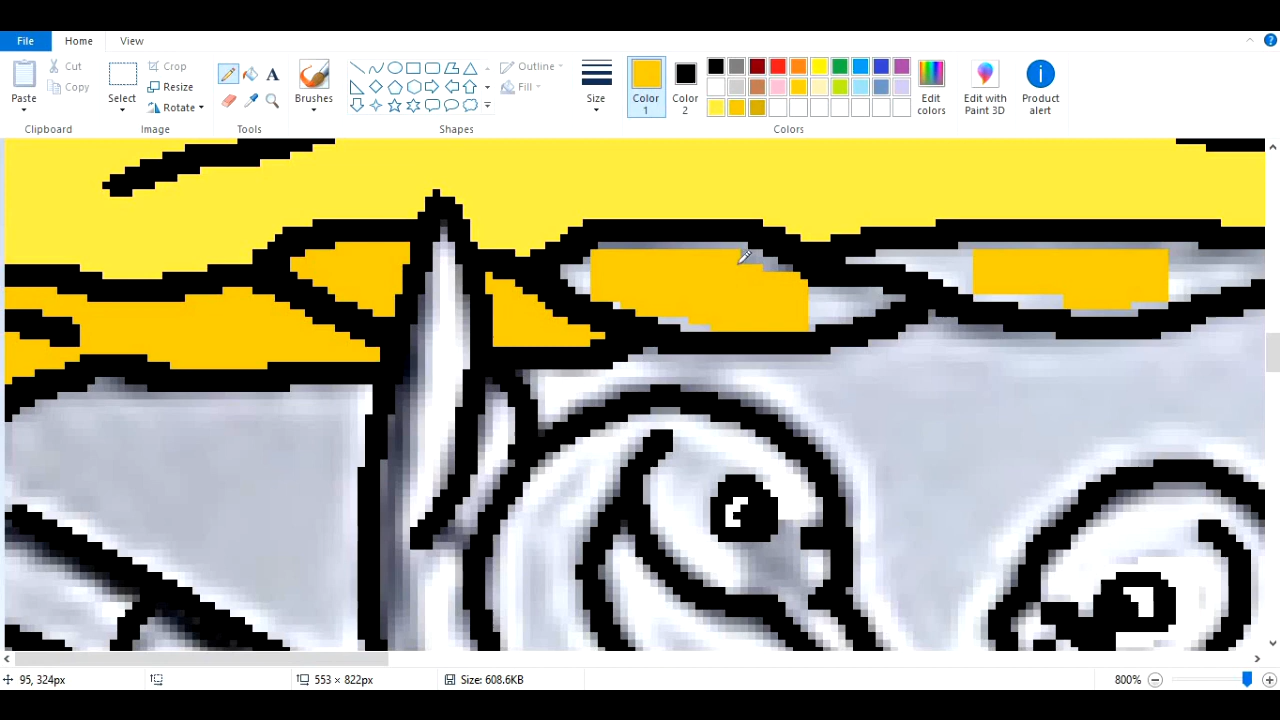 File Home View
Paste Cut Copy
Clipboard
Select Crop Resize Rotate
Image
A
Tools
Brushes
Outline Fill
Shapes
Size
Color 1
Color 2
Edit colors
Colors
Edit with Paint 3D
Product alert
95, 324px 553 × 822px Size: 608.6KB 800%